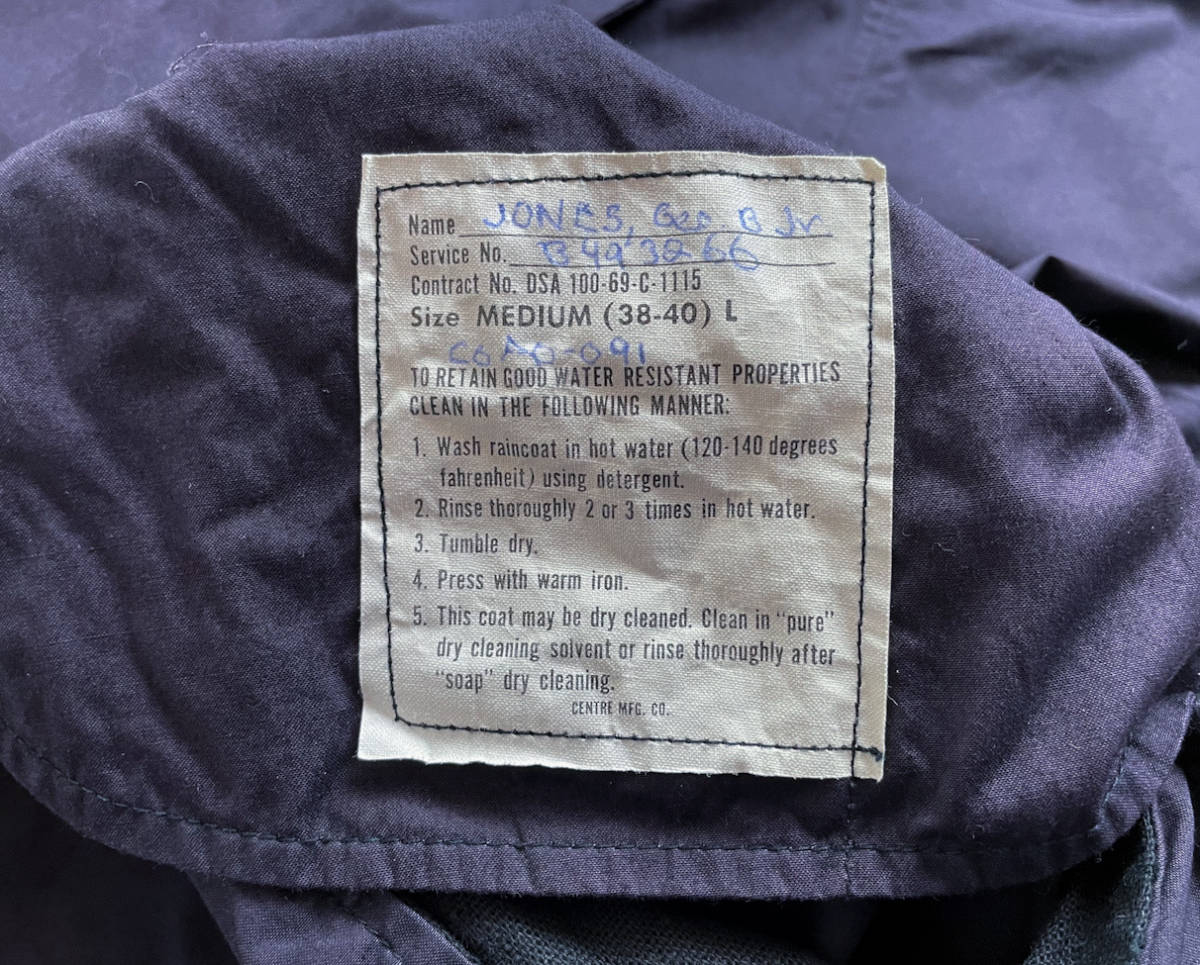 Name JONES, Geo B Jr
Service No. B493266
Contract No. DSA 100-69-C-1115
Size MEDIUM (38-40) L
TO RETAIN GOOD WATER RESISTANT PROPERTIES
CLEAN IN THE FOLLOWING MANNER:
1. Wash raincoat in hot water (120-140 degrees
fahrenheit) using detergent.
2. Rinse thoroughly 2 or 3 times in hot water.
3. Tumble dry.
4. Press with warm iron.
5. This coat may be dry cleaned. Clean in "pure"
dry cleaning solvent or rinse thoroughly after
"soap" dry cleaning.
CENTRE MFG. CO.